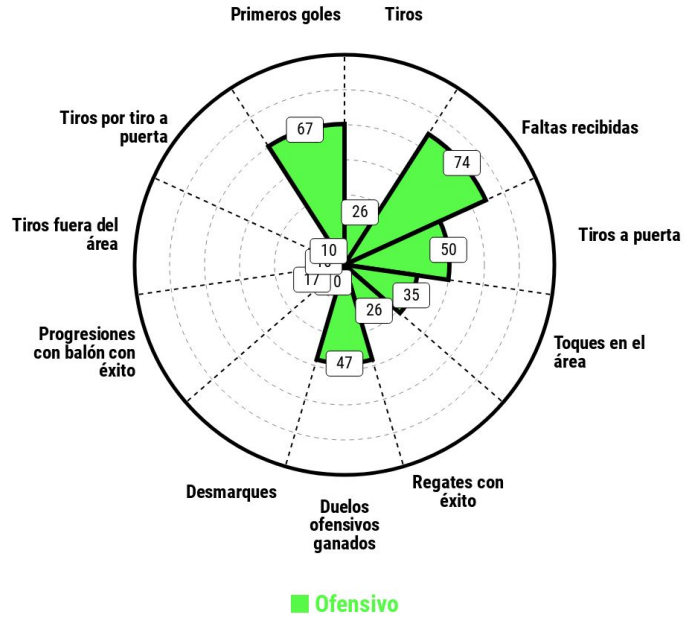 Primeros goles
Tiros
Tiros por tiro a
puerta
67
Faltas recibidas
74
26
Tiros fuera del
área
Tiros a puerta
50
10
17
0
35
26
Progresiones
con balón con
éxito
Toques en el
área
47
Desmarques
Duelos
ofensivos
ganados
Regates con
éxito
Ofensivo